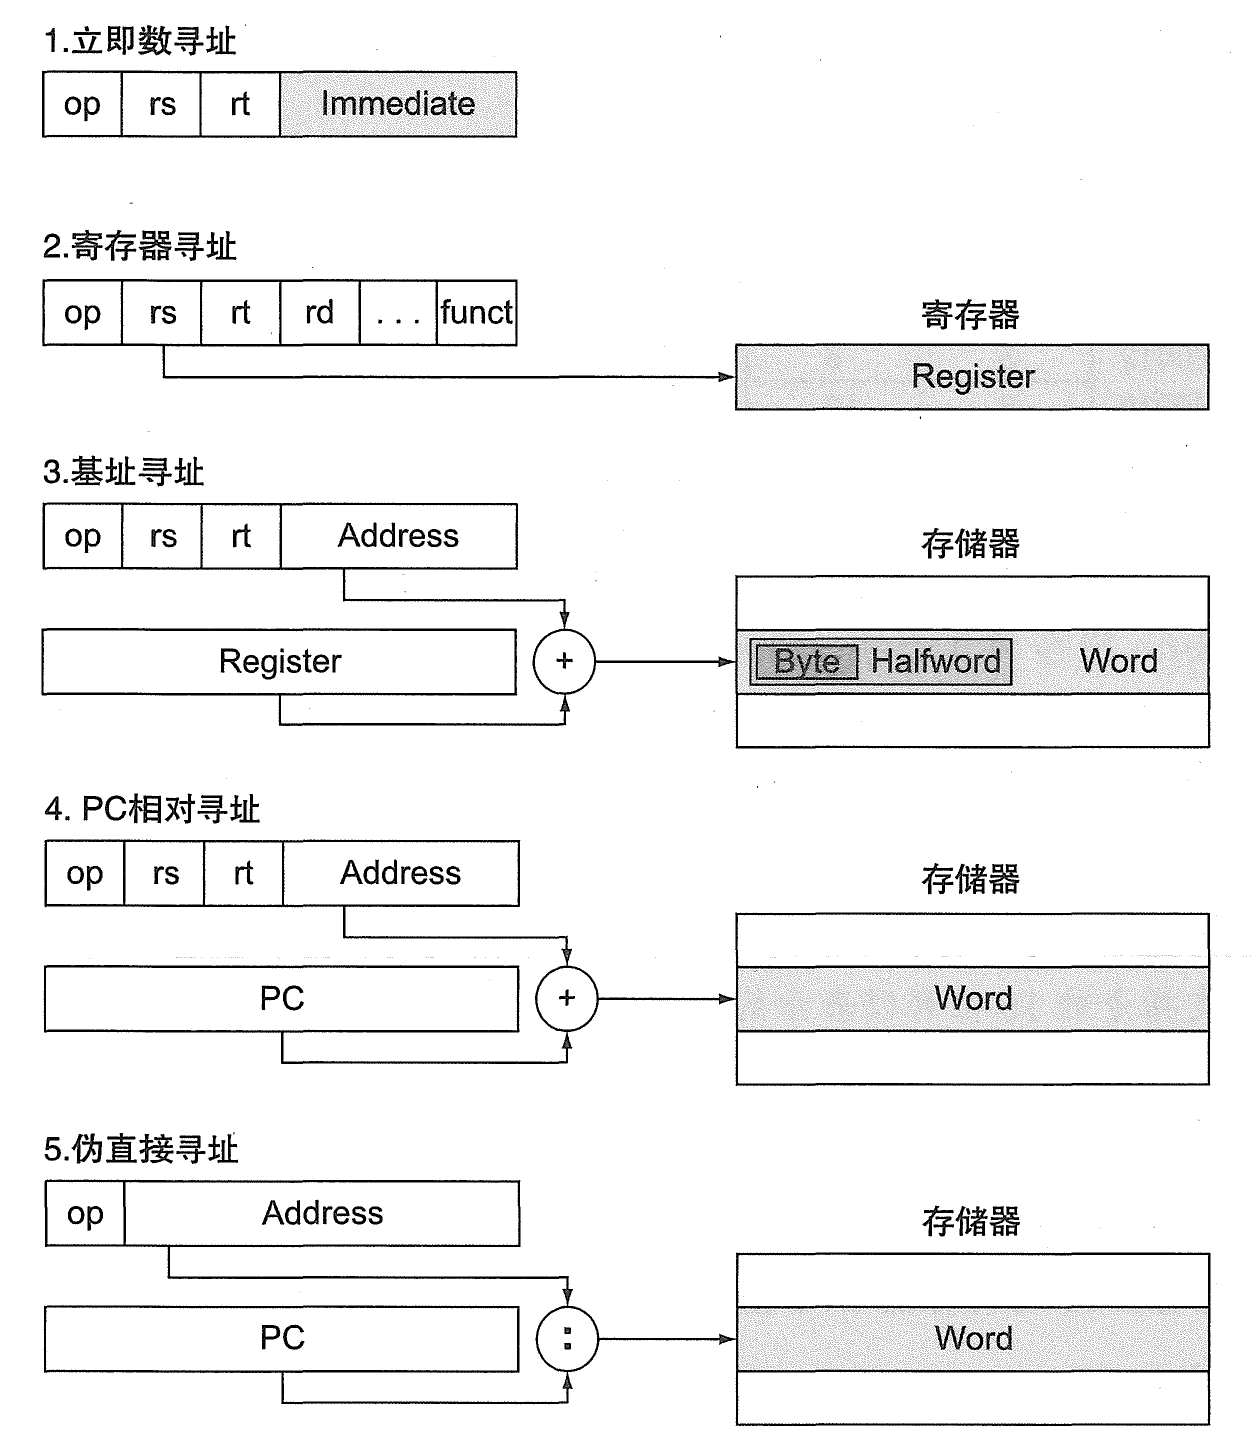 1.立即数寻址
op rs rt Immediate
2.寄存器寻址
op rs rt rd ... funct
寄存器
Register
3.基址寻址
op rs rt Address
存储器
Register + Byte Halfword Word
4. PC相对寻址
op rs rt Address
存储器
PC + Word
5.伪直接寻址
op Address
存储器
PC : Word